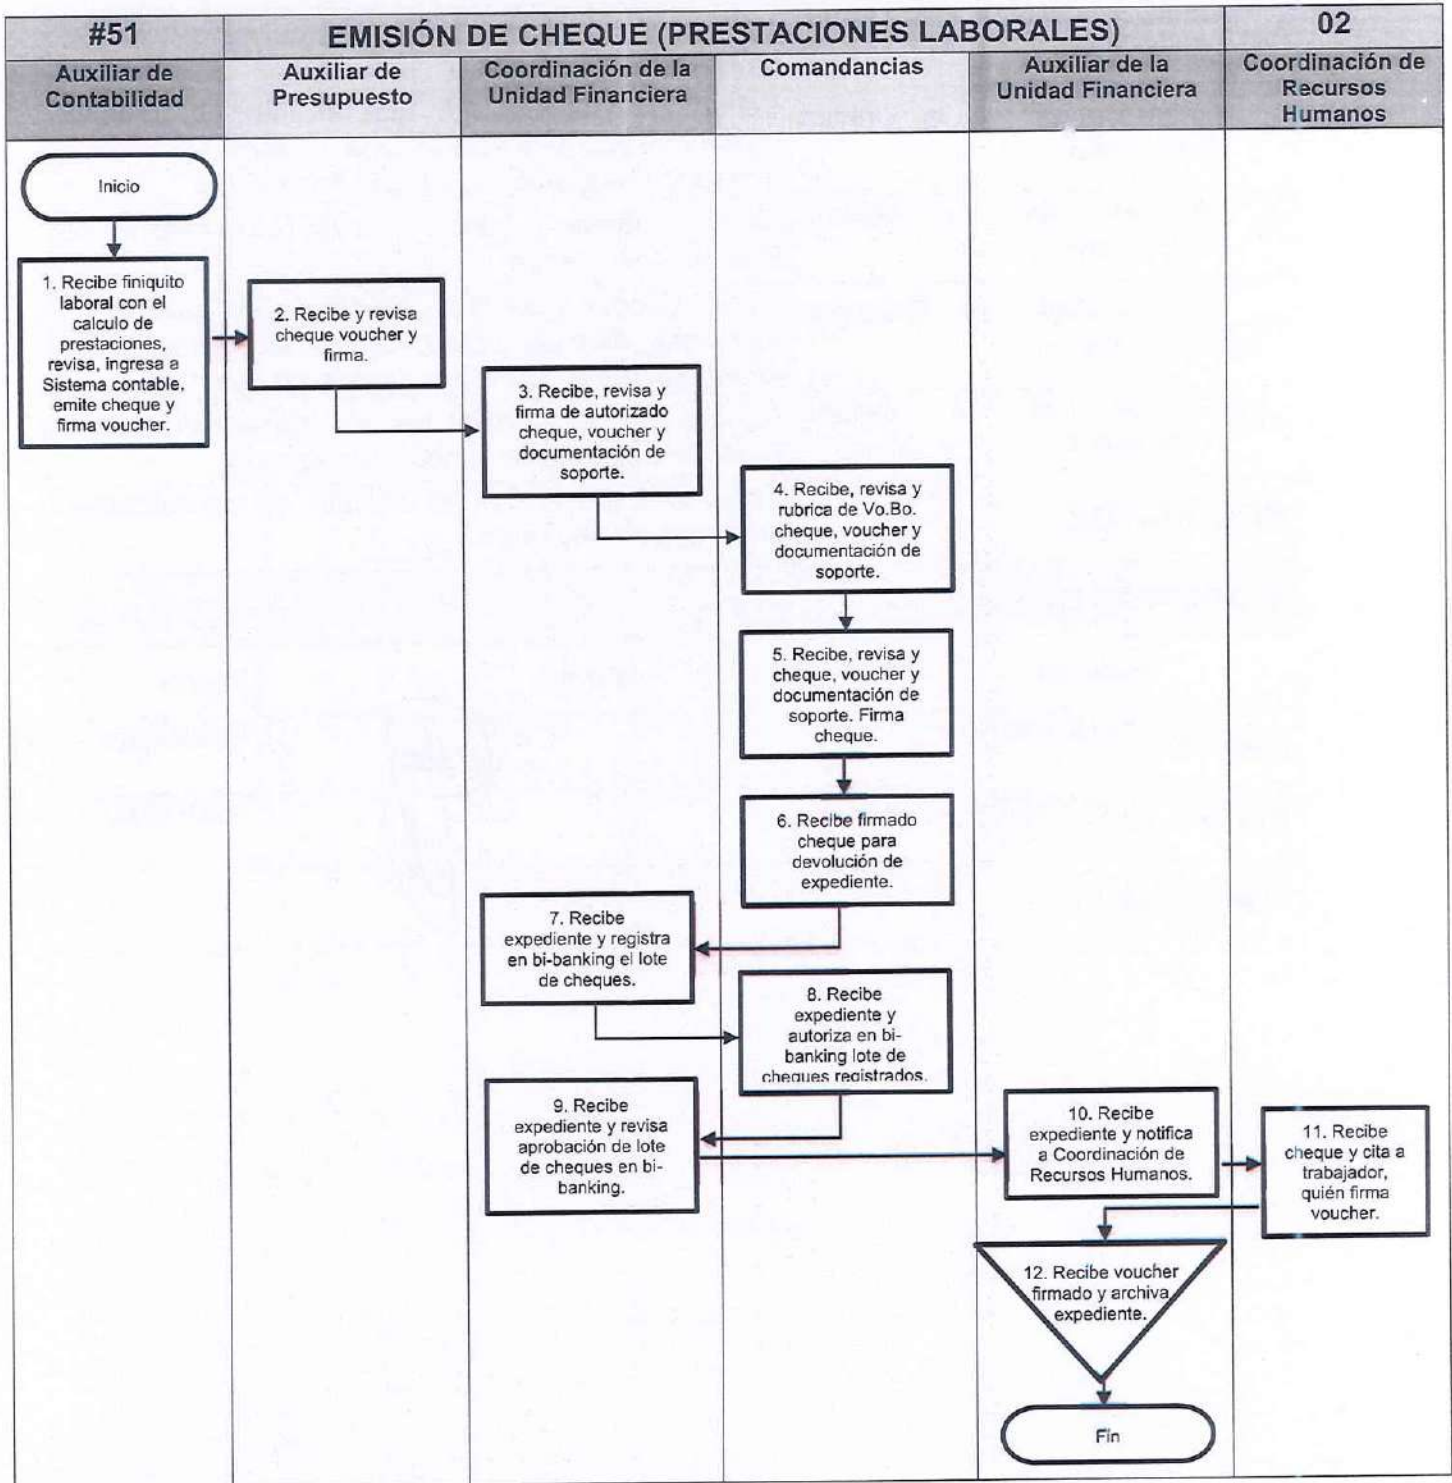 #51
EMISIÓN DE CHEQUE (PRESTACIONES LABORALES)
02
Auxiliar de
Contabilidad
Auxiliar de
Presupuesto
Coordinación de la
Unidad Financiera
Comandancias
Auxiliar de la
Unidad Financiera
Coordinación de
Recursos
Humanos
Inicio
1. Recibe finiquito
laboral con el
calculo de
prestaciones,
revisa, ingresa a
Sistema contable,
emite cheque y
firma voucher.
2. Recibe y revisa
cheque voucher y
firma.
3. Recibe, revisa y
firma de autorizado
cheque, voucher y
documentación de
soporte.
4. Recibe, revisa y
rubrica de Vo.Bo.
cheque, voucher y
documentación de
soporte.
5. Recibe, revisa y
cheque, voucher y
documentación de
soporte. Firma
cheque.
6. Recibe firmado
cheque para
devolución de
expediente.
7. Recibe
expediente y registra
en bi-banking el lote
de cheques.
8. Recibe
expediente y
autoriza en bi-
banking lote de
cheques registrados.
9. Recibe
expediente y revisa
aprobación de lote
de cheques en bi-
banking.
10. Recibe
expediente y notifica
a Coordinación de
Recursos Humanos.
11. Recibe
cheque y cita a
trabajador,
quién firma
voucher.
12. Recibe voucher
firmado y archiva
expediente.
Fin